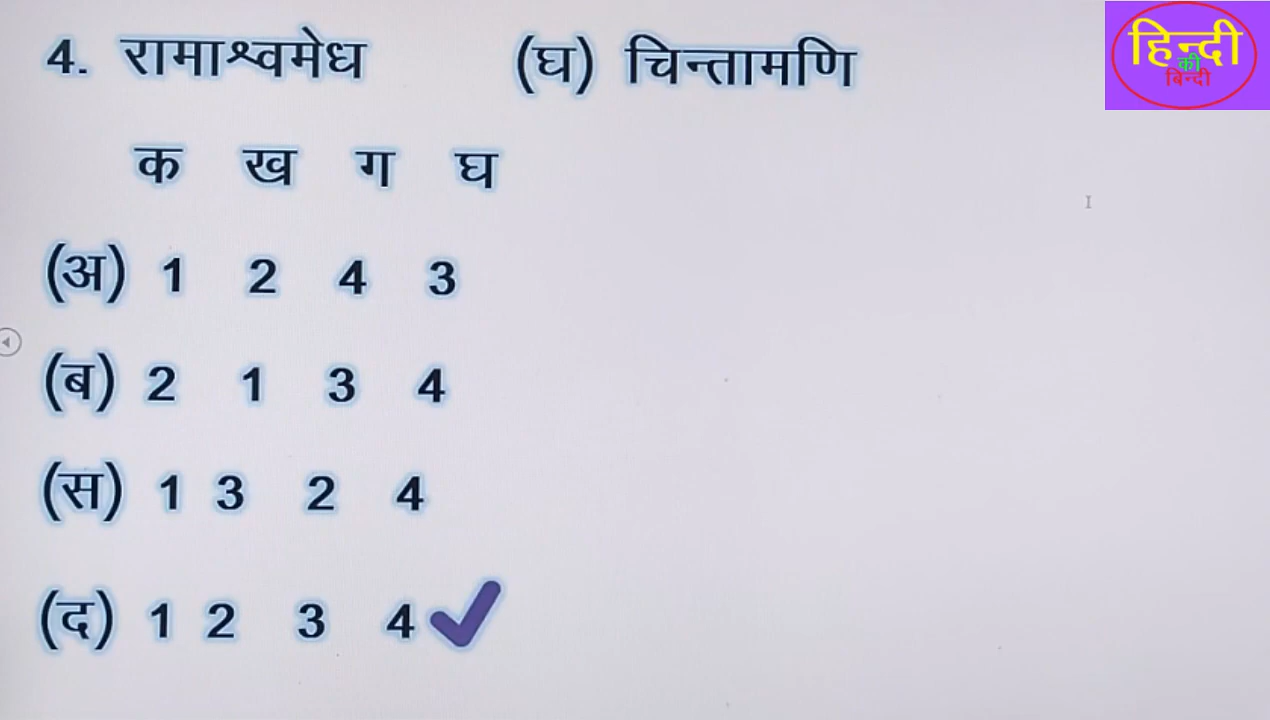 4. रामाश्वमेध (घ) चिन्तामणि
हिन्दी
की
बिन्दी
क ख ग घ
(अ) 1 2 4 3
(ब) 2 1 3 4
(स) 1 3 2 4
(द) 1 2 3 4